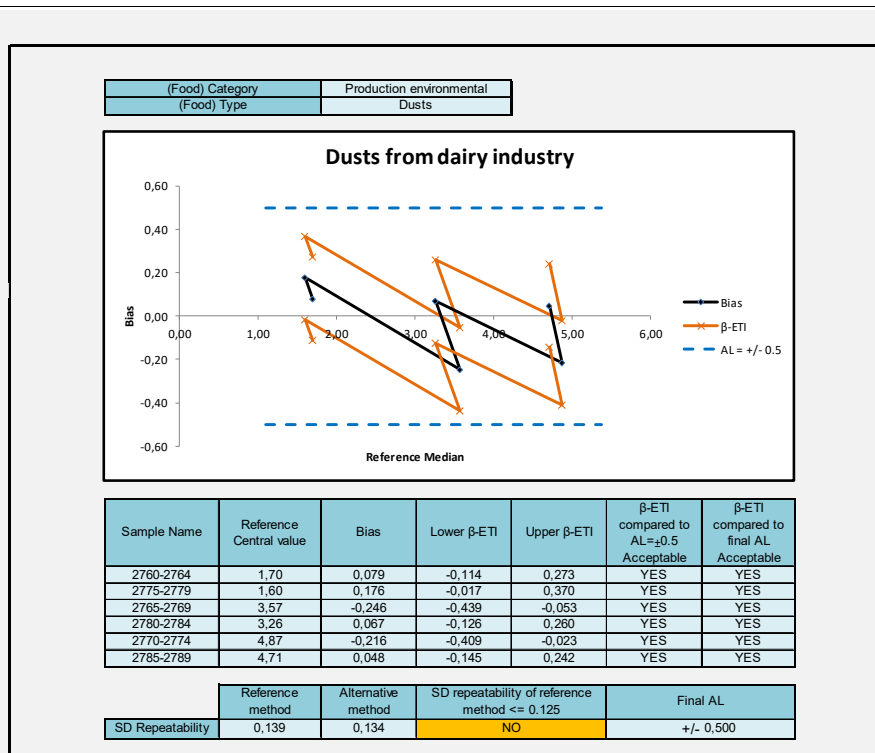 (Food) Category Production environmental
(Food) Type Dusts
Dusts from dairy industry
0,60
0,40
0,20
0,00
-0,20
-0,40
-0,60
0,00 1,00 2,00 3,00 4,00 5,00 6,00
Bias
Reference Median
Bias
β-ETI
AL = +/- 0.5
Sample Name Reference Central value Bias Lower β-ETI Upper β-ETI β-ETI compared to AL=±0.5 Acceptable β-ETI compared to final AL Acceptable
2760-2764 1,70 0,079 -0,114 0,273 YES YES
2775-2779 1,60 0,176 -0,017 0,370 YES YES
2765-2769 3,57 -0,246 -0,439 -0,053 YES YES
2780-2784 3,26 0,067 -0,126 0,260 YES YES
2770-2774 4,87 -0,216 -0,409 -0,023 YES YES
2785-2789 4,71 0,048 -0,145 0,242 YES YES
Reference method Alternative method SD repeatability of reference method <= 0.125 Final AL
SD Repeatability 0,139 0,134 NO +/- 0,500